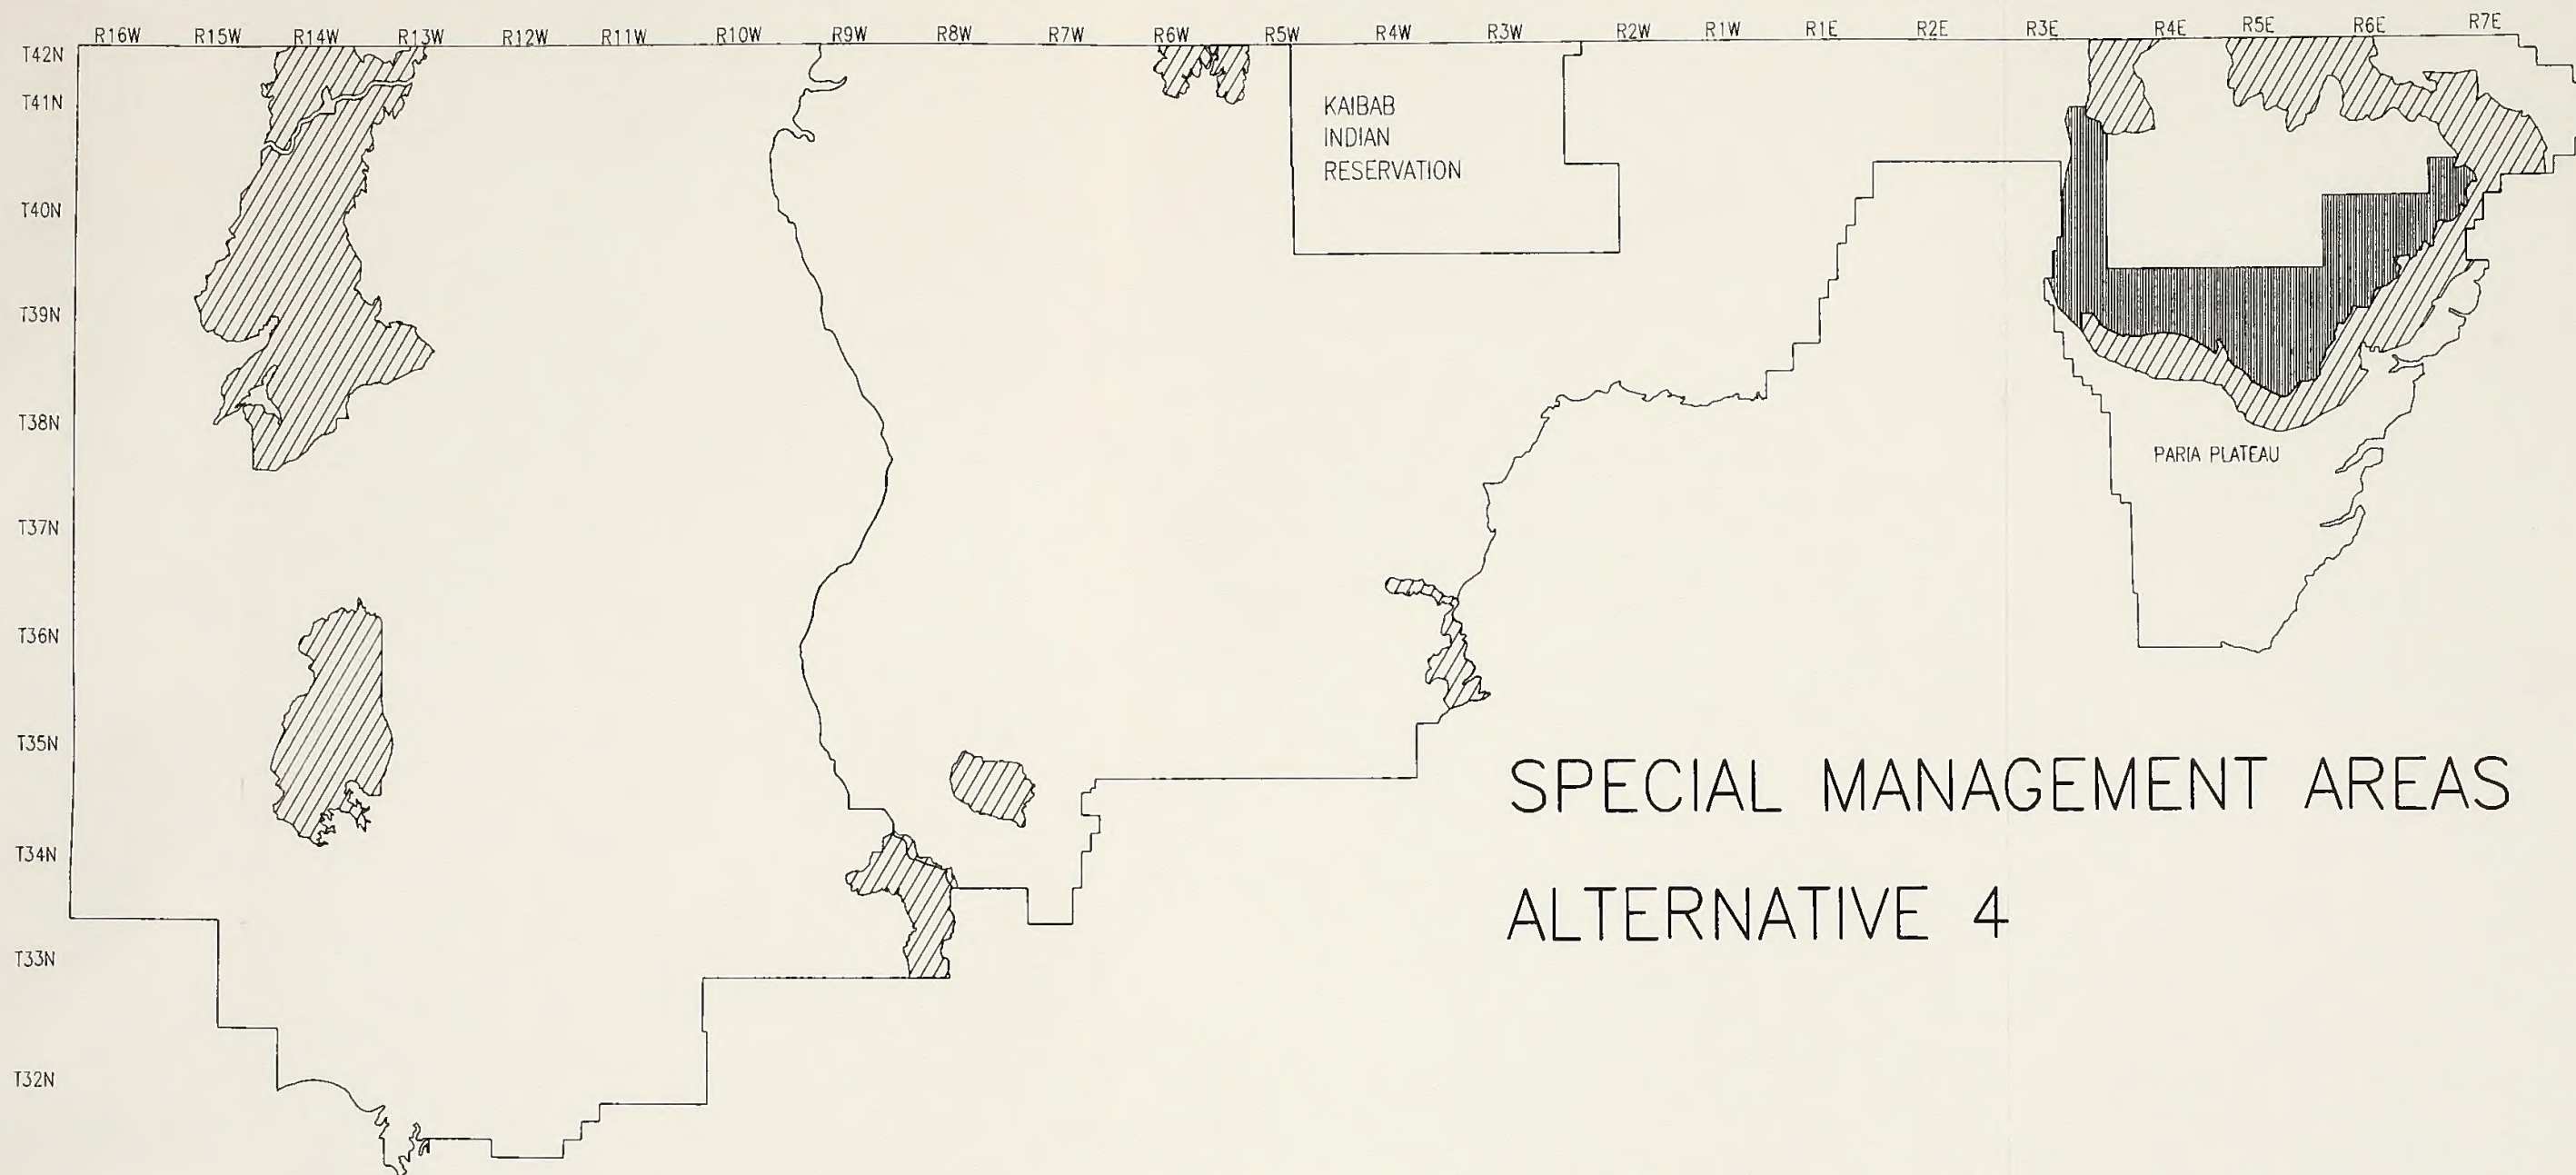 R16W R15W R14W R13W R12W R11W R10W R9W R8W R7W R6W R5W R4W R3W R2W R1W R1E R2E R3E R4E R5E R6E R7E
T42N
T41N
T40N
T39N
T38N
T37N
T36N
T35N
T34N
T33N
T32N
KAIBAB
INDIAN
RESERVATION
PARIA PLATEAU
SPECIAL MANAGEMENT AREAS
ALTERNATIVE 4